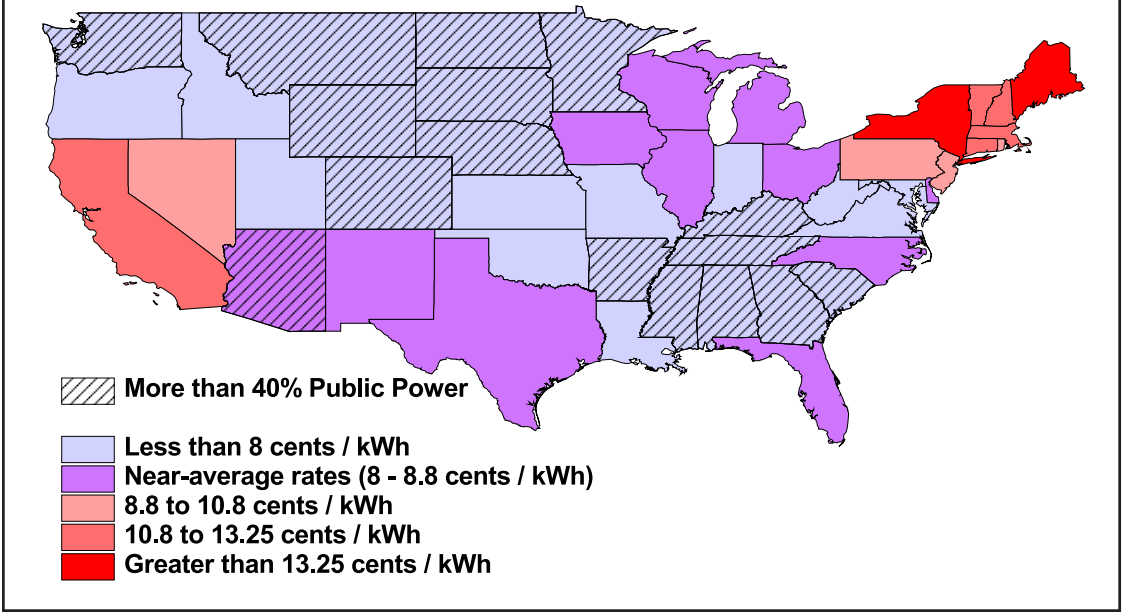 More than 40% Public Power
Less than 8 cents / kWh
Near-average rates (8 - 8.8 cents / kWh)
8.8 to 10.8 cents / kWh
10.8 to 13.25 cents / kWh
Greater than 13.25 cents / kWh